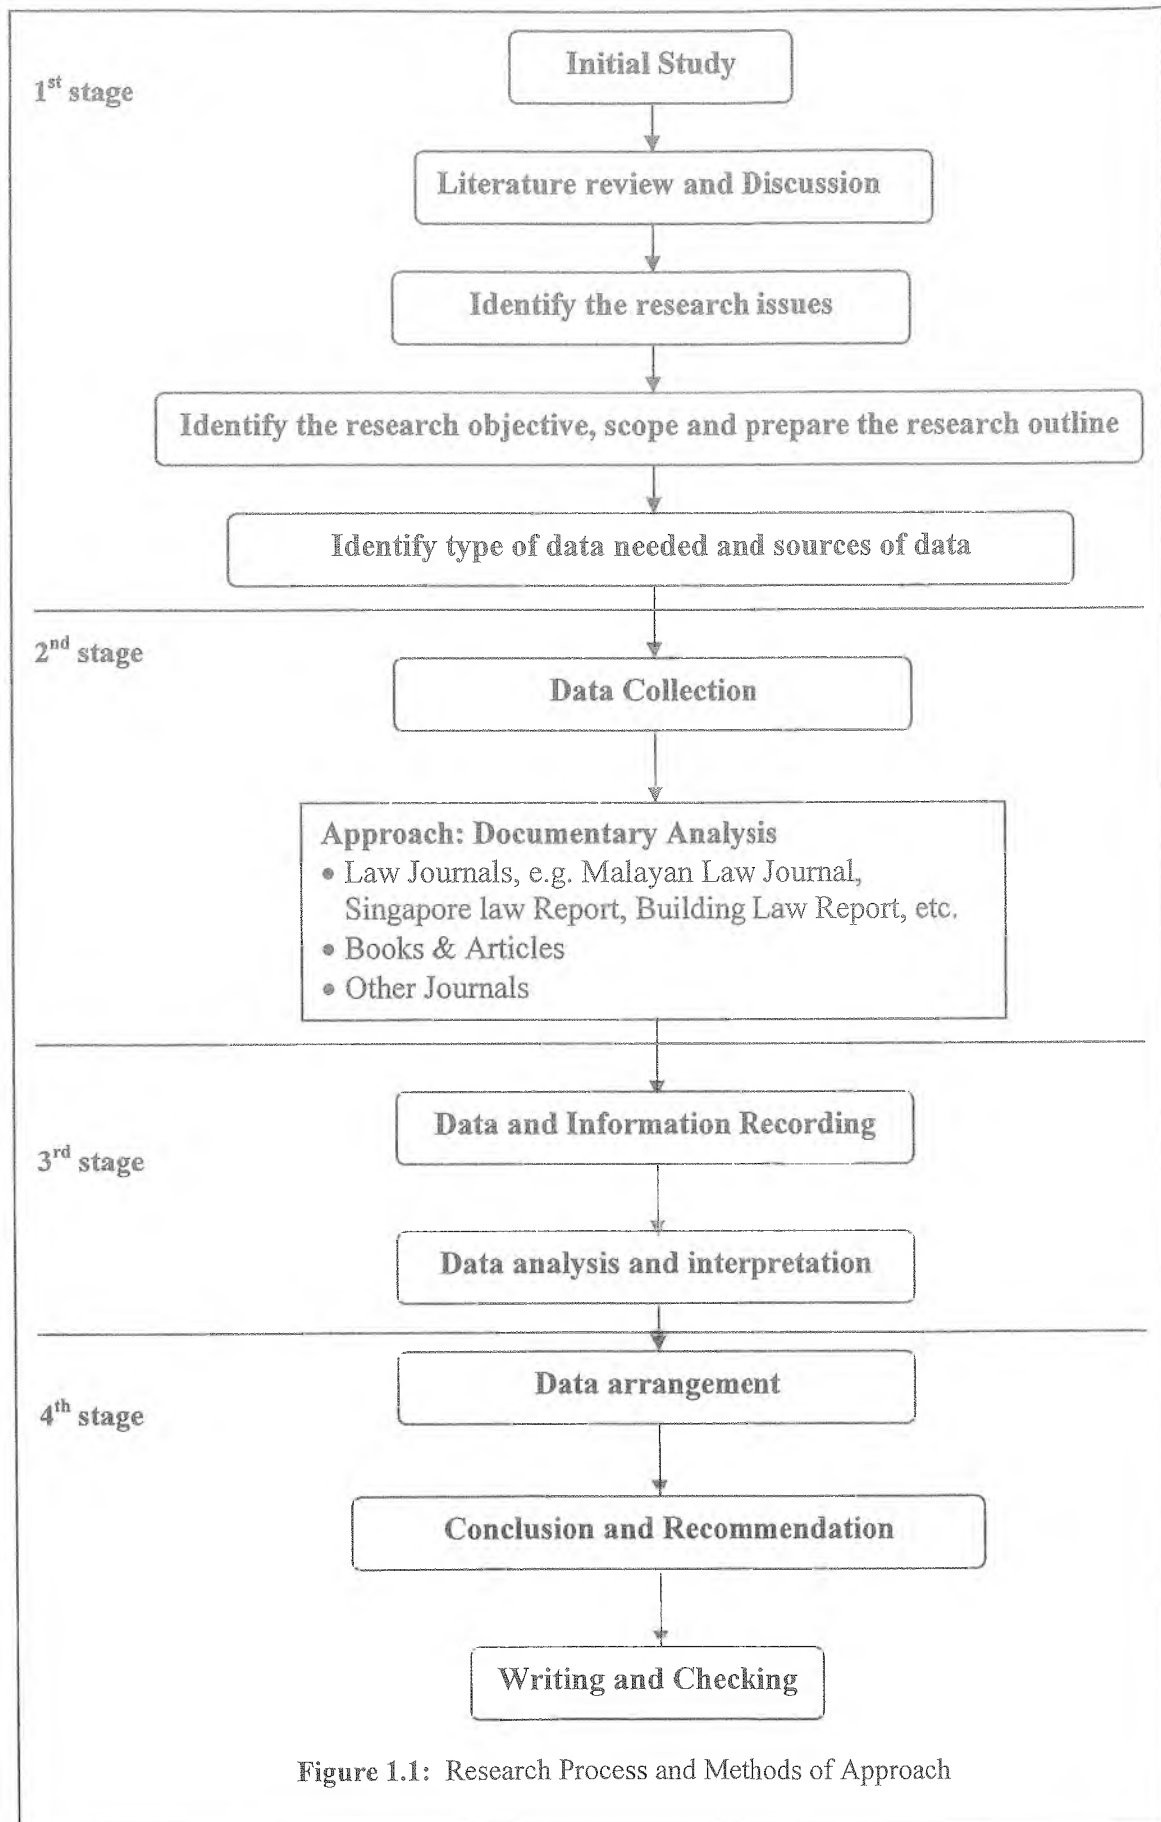 Initial Study
1st stage
Literature review and Discussion
Identify the research issues
Identify the research objective, scope and prepare the research outline
Identify type of data needed and sources of data
2nd stage
Data Collection
Approach: Documentary Analysis
• Law Journals, e.g. Malayan Law Journal,
Singapore law Report, Building Law Report, etc.
• Books & Articles
• Other Journals
Data and Information Recording
3rd stage
Data analysis and interpretation
Data arrangement
4th stage
Conclusion and Recommendation
Writing and Checking
Figure 1.1: Research Process and Methods of Approach